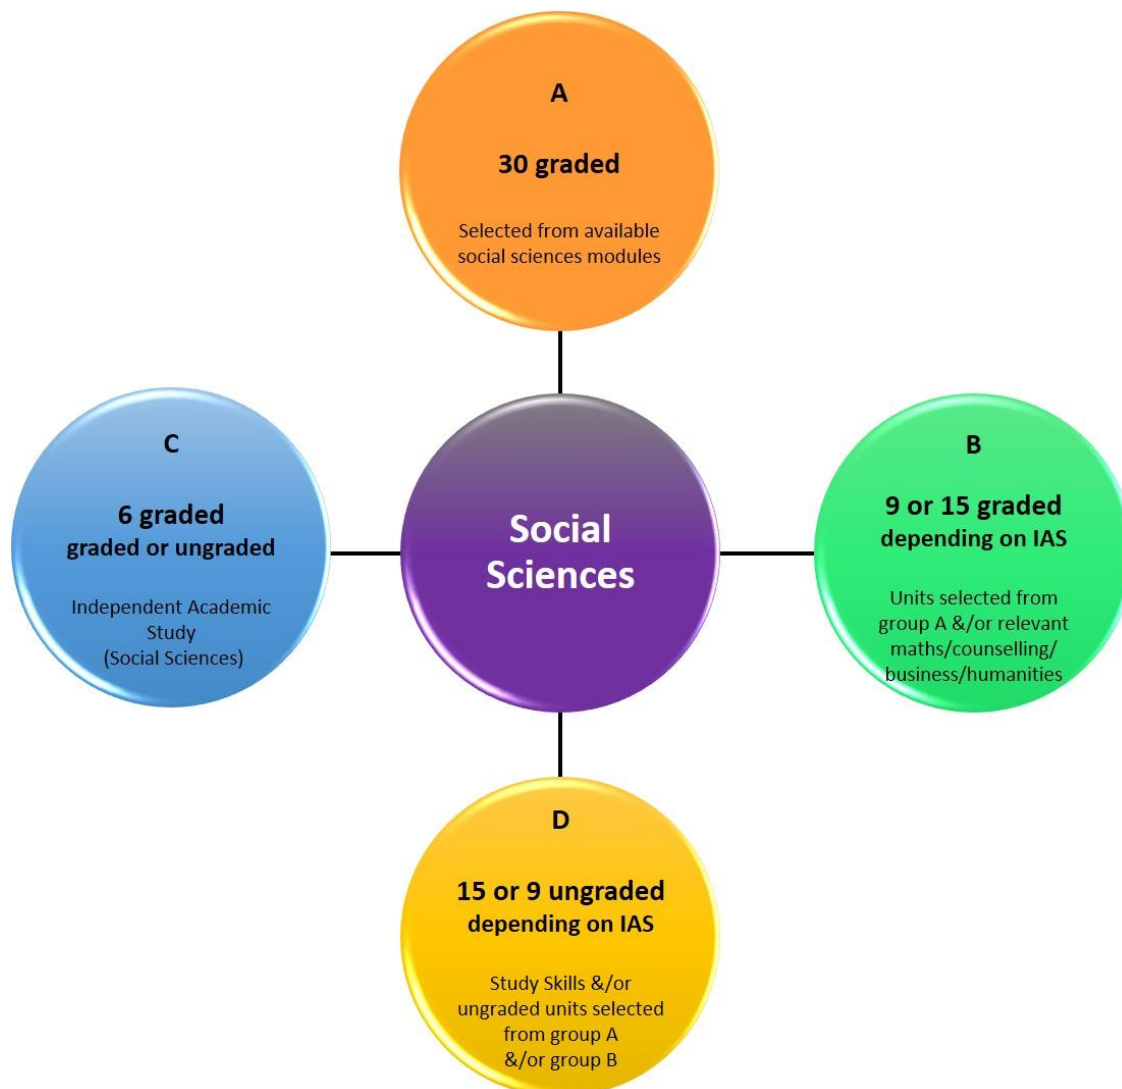 A
30 graded
Selected from available
social sciences modules
C
6 graded
graded or ungraded
Independent Academic
Study
(Social Sciences)
Social
Sciences
B
9 or 15 graded
depending on IAS
Units selected from
group A &/or relevant
maths/counselling/
business/humanities
D
15 or 9 ungraded
depending on IAS
Study Skills &/or
ungraded units selected
from group A
&/or group B